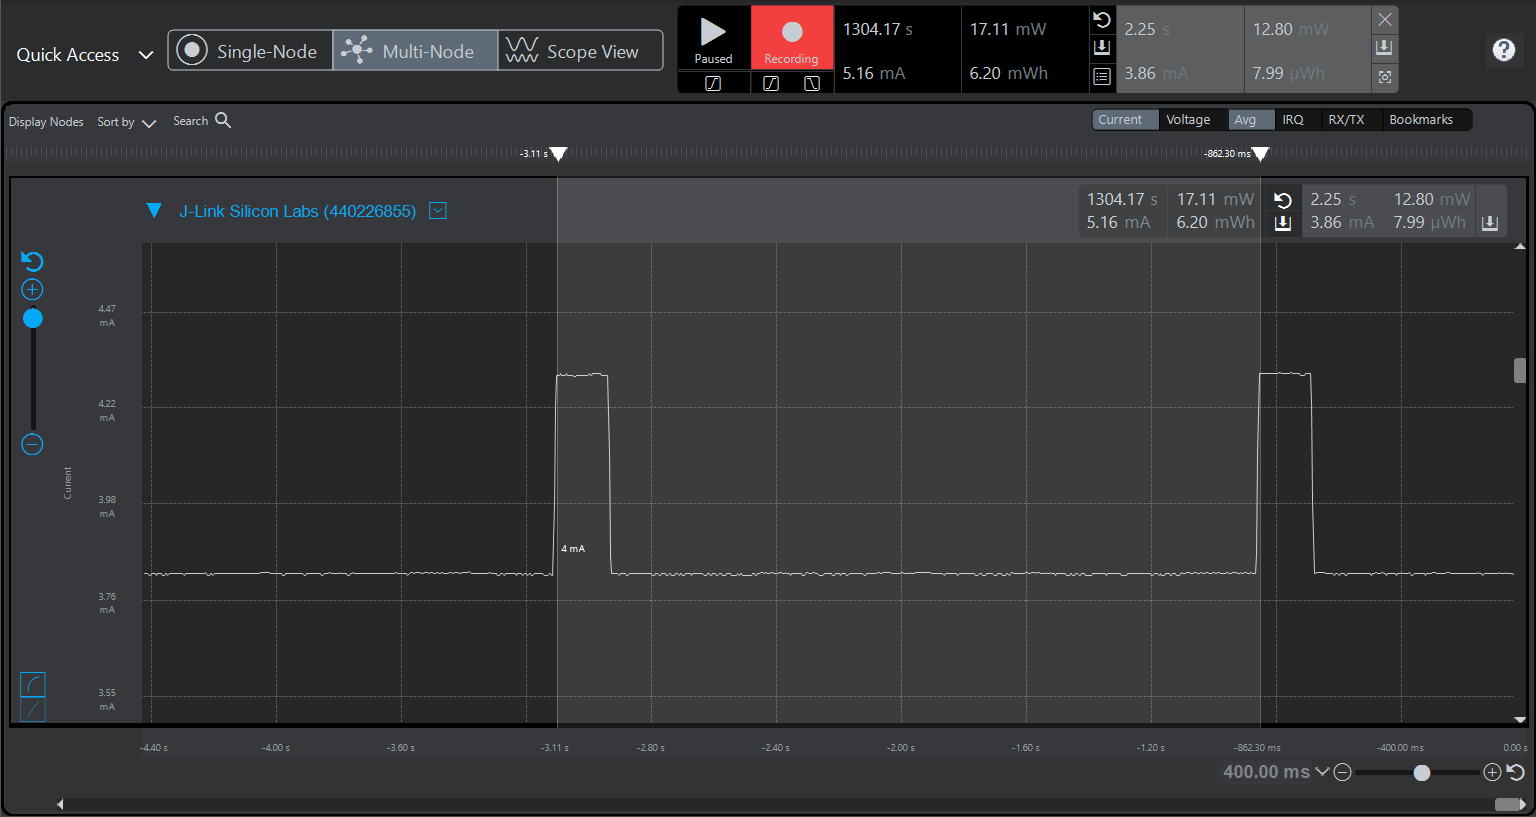 Quick Access
Single-Node
Multi-Node
Scope View
Paused
Recording
1304.17 s
17.11 mW
5.16 mA
6.20 mWh
2.25 s
12.80 mW
3.86 mA
7.99 µWh
?
Display Nodes Sort by Search
Current Voltage Avg IRQ RX/TX Bookmarks
-3.11 s
-862.30 ms
J-Link Silicon Labs (440226855)
1304.17 s 17.11 mW
5.16 mA 6.20 mWh
2.25 s 12.80 mW
3.86 mA 7.99 µWh
4.47
mA
4.22
mA
Current
3.98
mA
4 mA
3.76
mA
3.55
mA
-4.40 s -4.00 s -3.60 s -3.11 s -2.80 s -2.40 s -2.00 s -1.60 s -1.20 s -862.30 ms -400.00 ms 0.00 s
400.00 ms